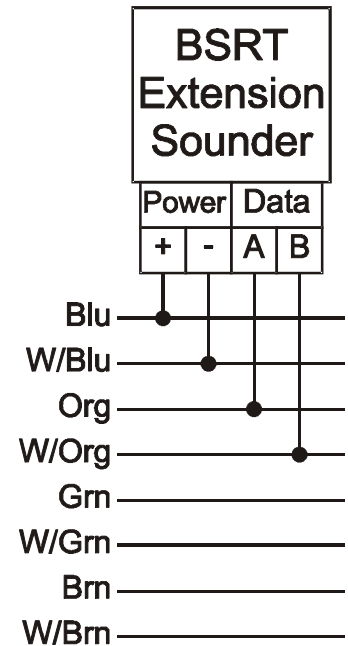 BSRT
Extension
Sounder
Power Data
+ - A B
Blu
W/Blu
Org
W/Org
Grn
W/Grn
Brn
W/Brn